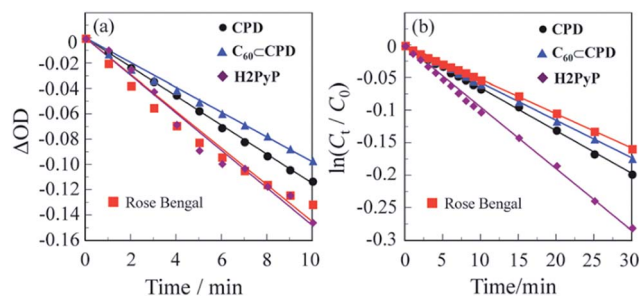 (a)
CPD
C₆₀⊂CPD
H2PyP
Rose Bengal
0
-0.02
-0.04
-0.06
-0.08
-0.10
-0.12
-0.14
-0.16
ΔOD
0 2 4 6 8 10
Time / min
(b)
CPD
C₆₀⊂CPD
H2PyP
Rose Bengal
0
-0.05
-0.1
-0.15
-0.2
-0.25
-0.3
ln(Cₜ / C₀)
0 5 10 15 20 25 30
Time/min